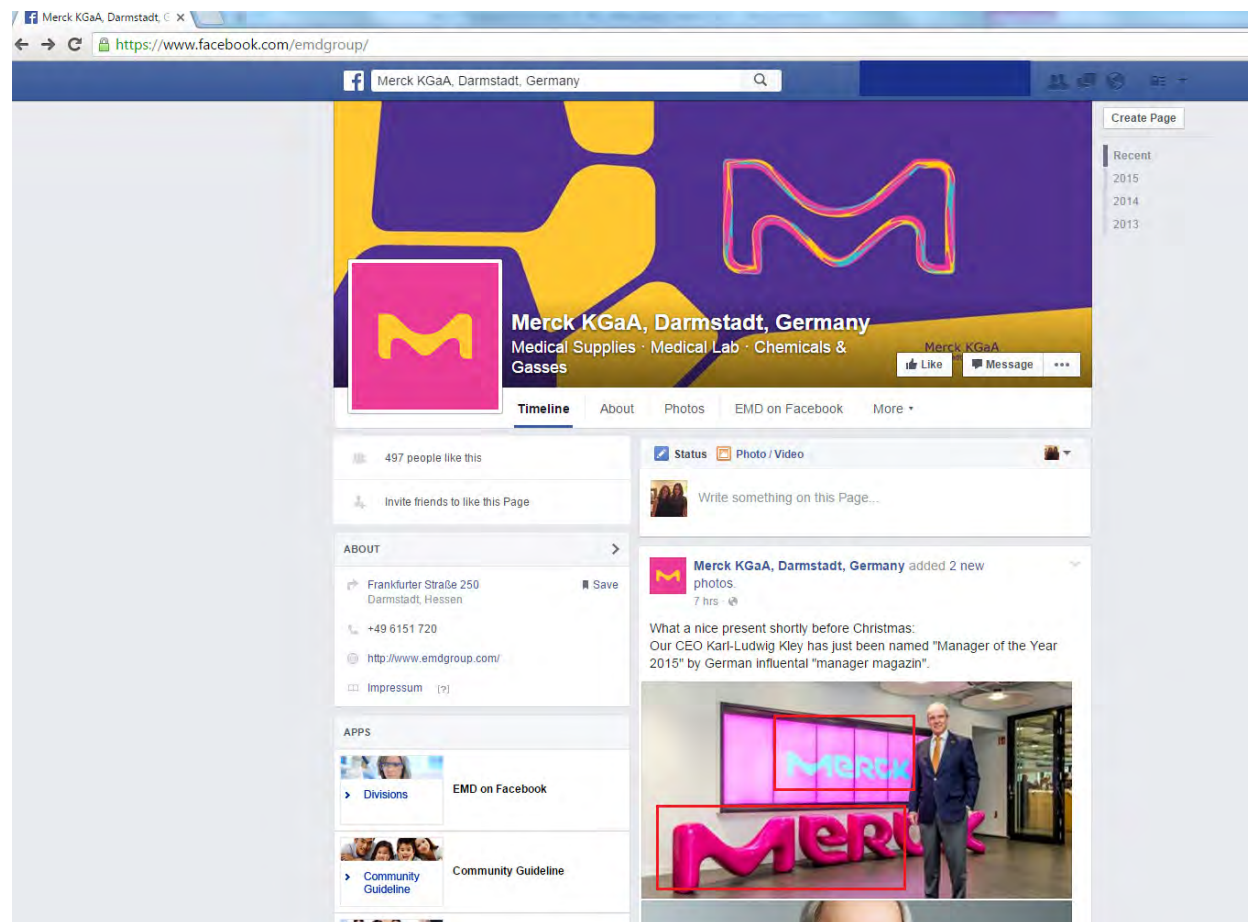 Merck KGaA, Darmstadt, G
https://www.facebook.com/emdgroup/
Merck KGaA, Darmstadt, Germany
Create Page
Recent
2015
2014
2013
Merck KGaA, Darmstadt, Germany
Medical Supplies · Medical Lab · Chemicals &
Gasses
Merck KGaA
Like
Message
Timeline
About
Photos
EMD on Facebook
More
497 people like this
Invite friends to like this Page
ABOUT
Frankfurter Straße 250
Save
Darmstadt, Hessen
+49 6151 720
http://www.emdgroup.com/
Impressum [?]
APPS
Divisions
EMD on Facebook
Community
Guideline
Community Guideline
Status
Photo / Video
Write something on this Page...
Merck KGaA, Darmstadt, Germany added 2 new
photos.
7 hrs ·
What a nice present shortly before Christmas:
Our CEO Karl-Ludwig Kley has just been named "Manager of the Year
2015" by German influental "manager magazin".
MERCK
MERCK